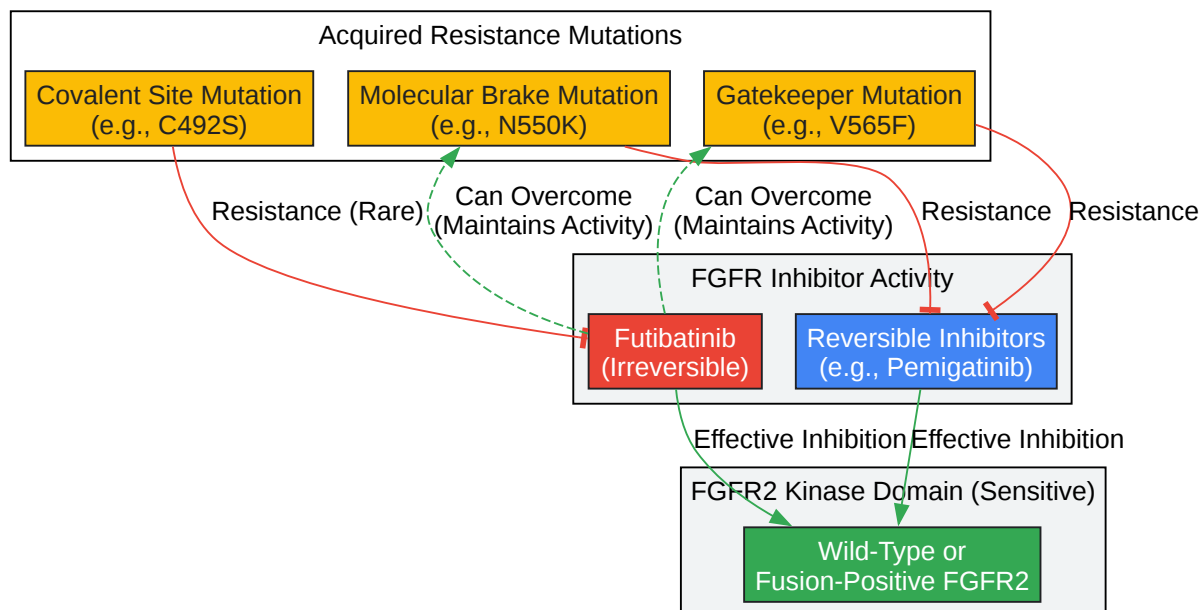 Acquired Resistance Mutations
Covalent Site Mutation
(e.g., C492S)
Molecular Brake Mutation
(e.g., N550K)
Gatekeeper Mutation
(e.g., V565F)
Resistance (Rare)
Can Overcome
(Maintains Activity)
Can Overcome
(Maintains Activity)
Resistance
Resistance
FGFR Inhibitor Activity
Futibatinib
(Irreversible)
Reversible Inhibitors
(e.g., Pemigatinib)
Effective Inhibition
Effective Inhibition
FGFR2 Kinase Domain (Sensitive)
Wild-Type or
Fusion-Positive FGFR2